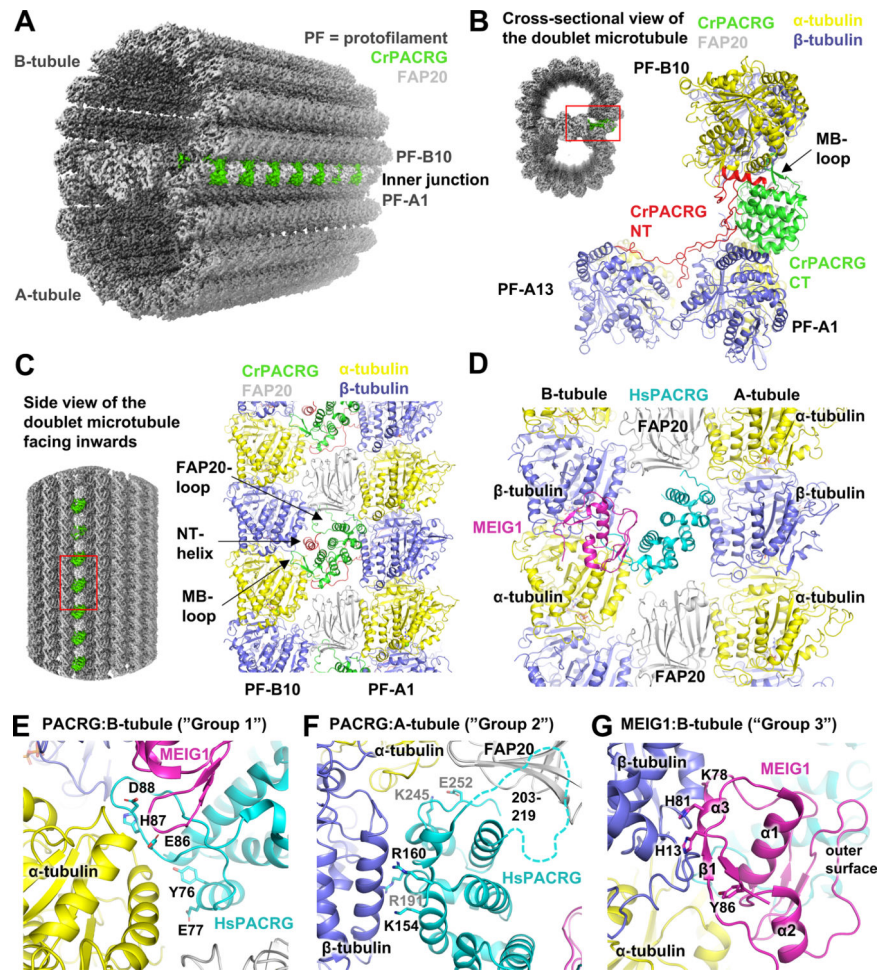 A
PF = protofilament
B-tubule
CrPACRG
FAP20
PF-B10
Inner junction
PF-A1
A-tubule
B
Cross-sectional view of
the doublet microtubule
CrPACRG
FAP20
α-tubulin
β-tubulin
PF-B10
MB-
loop
CrPACRG
NT
CrPACRG
CT
PF-A13
PF-A1
C
CrPACRG
FAP20
α-tubulin
β-tubulin
Side view of the
doublet microtubule
facing inwards
FAP20-
loop
NT-
helix
MB-
loop
PF-B10
PF-A1
D
B-tubule
HsPACRG
A-tubule
FAP20
α-tubulin
β-tubulin
β-tubulin
MEIG1
α-tubulin
α-tubulin
FAP20
E
PACRG:B-tubule ("Group 1")
MEIG1
D88
H87
E86
α-tubulin
Y76
HsPACRG
E77
F
PACRG:A-tubule ("Group 2")
α-tubulin
FAP20
K245
E252
203-
219
R160
HsPACRG
R191
K154
β-tubulin
G
MEIG1:B-tubule (“Group 3”)
β-tubulin
K78
MEIG1
H81
α3
α1
H13
outer
surface
β1
Y86
α2
α-tubulin